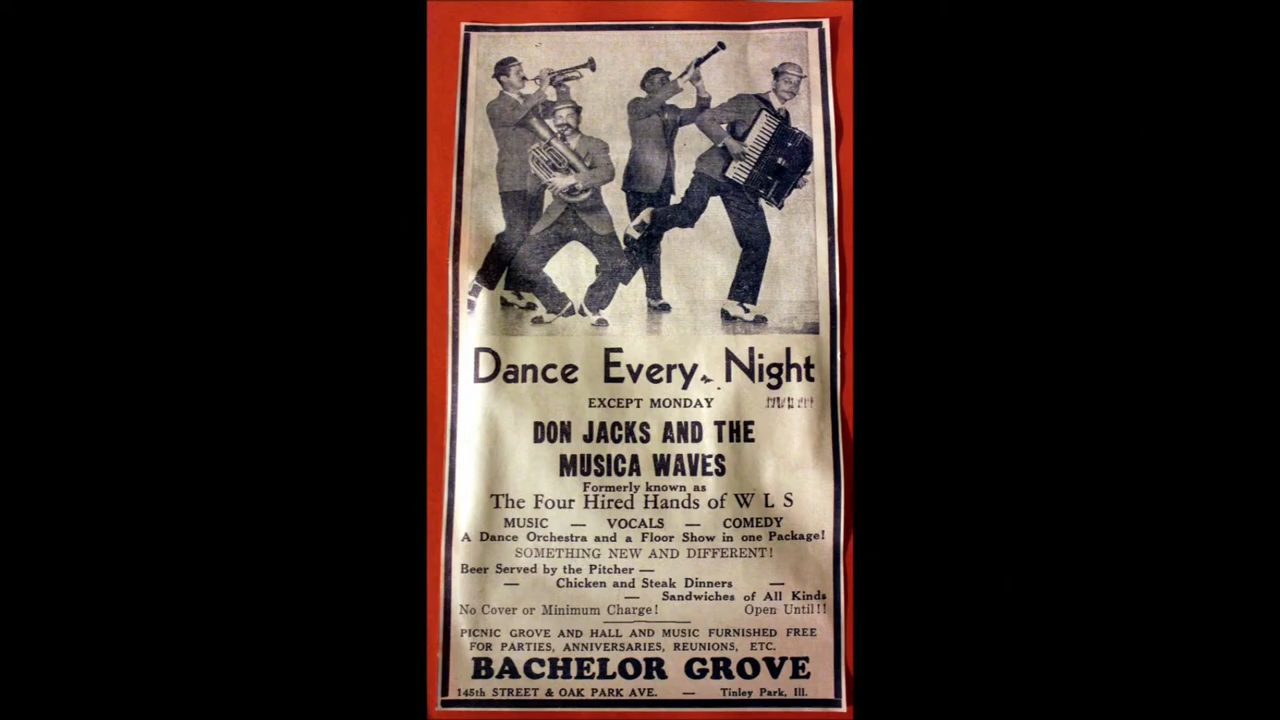 Dance Every Night
EXCEPT MONDAY
DON JACKS AND THE
MUSICA WAVES
Formerly known as
The Four Hired Hands of W L S
MUSIC — VOCALS — COMEDY
A Dance Orchestra and a Floor Show in one Package!
SOMETHING NEW AND DIFFERENT!
Beer Served by the Pitcher —
— Chicken and Steak Dinners —
— Sandwiches of All Kinds
No Cover or Minimum Charge! Open Until!!
PICNIC GROVE AND HALL AND MUSIC FURNISHED FREE
FOR PARTIES, ANNIVERSARIES, REUNIONS, ETC.
BACHELOR GROVE
145th STREET & OAK PARK AVE. — Tinley Park, Ill.